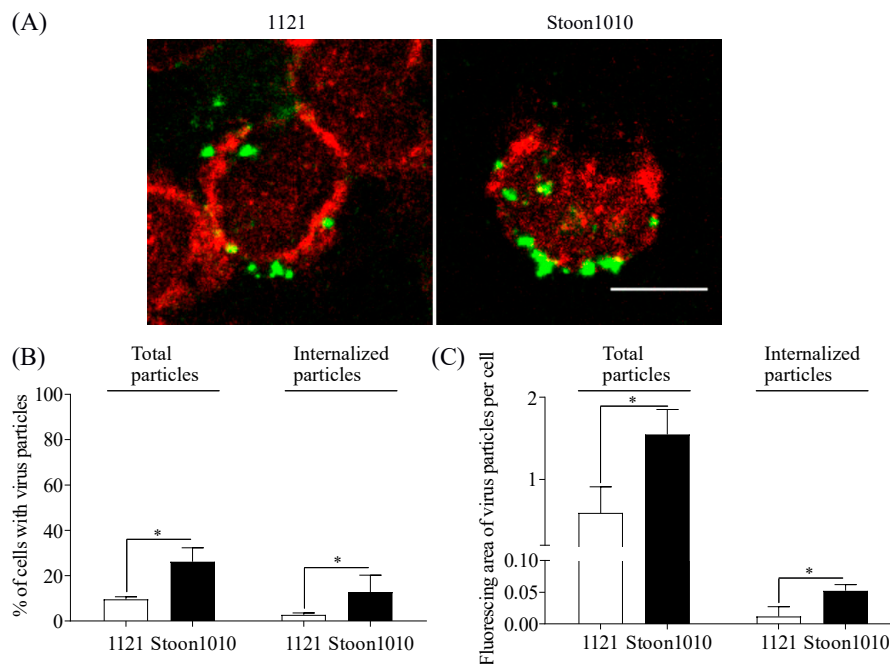 (A)
1121
Stoon1010
(B)
Total
particles
Internalized
particles
% of cells with virus particles
100
80
60
40
20
0
*
*
1121 Stoon1010
1121 Stoon1010
(C)
Total
particles
Internalized
particles
Fluorescing area of virus particles per cell
2
1
0.10
0.05
0.00
*
*
1121 Stoon1010
1121 Stoon1010